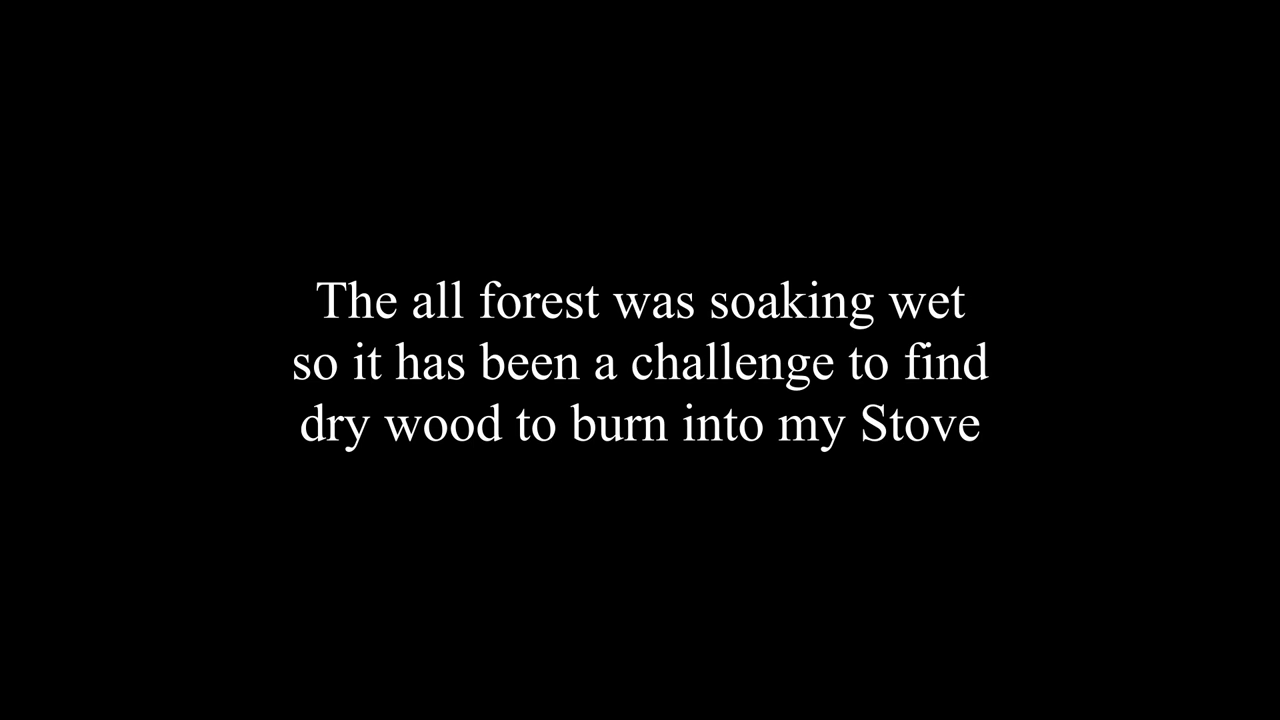 The all forest was soaking wet
so it has been a challenge to find
dry wood to burn into my Stove